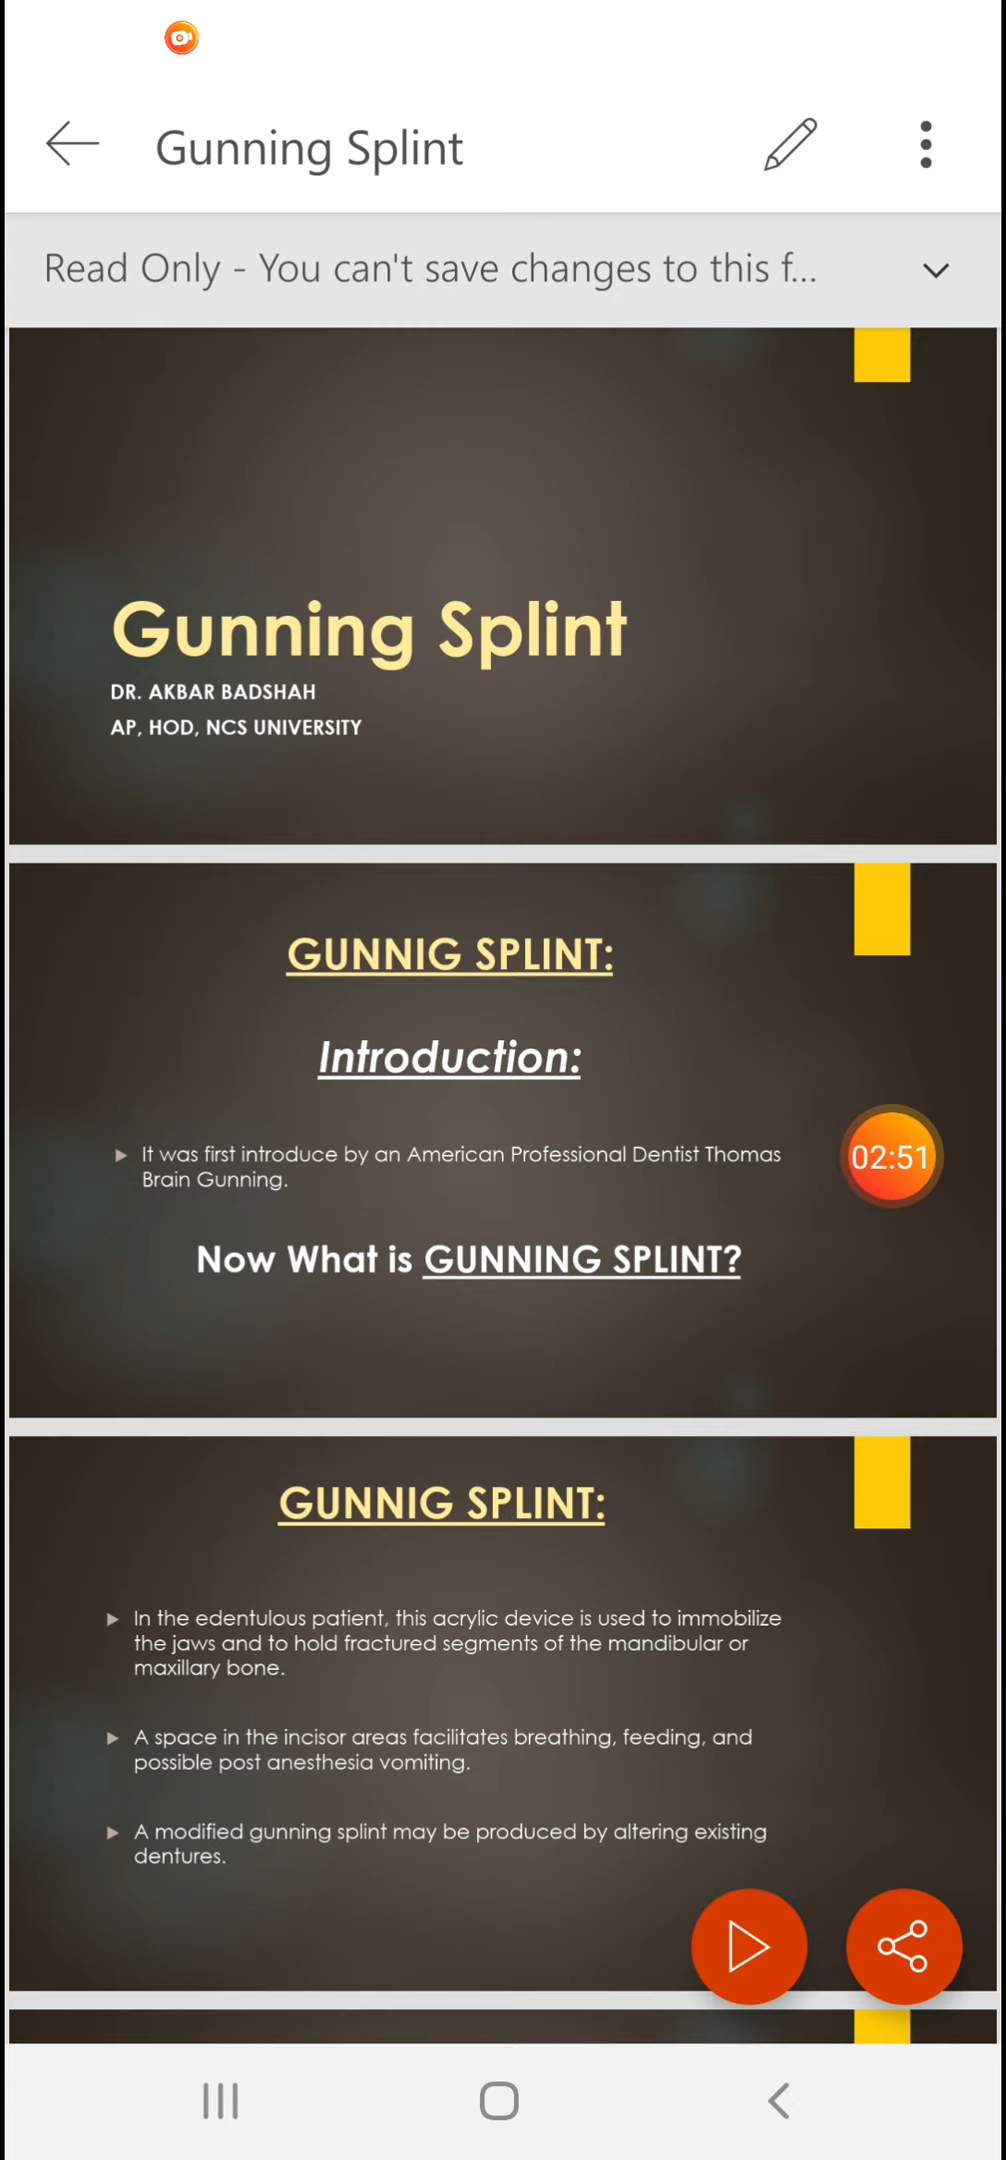 Gunning Splint
Read Only - You can't save changes to this f...
Gunning Splint
DR. AKBAR BADSHAH
AP, HOD, NCS UNIVERSITY
GUNNIG SPLINT:
Introduction:
It was first introduce by an American Professional Dentist Thomas
Brain Gunning.
02:51
Now What is GUNNING SPLINT?
GUNNIG SPLINT:
In the edentulous patient, this acrylic device is used to immobilize
the jaws and to hold fractured segments of the mandibular or
maxillary bone.
A space in the incisor areas facilitates breathing, feeding, and
possible post anesthesia vomiting.
A modified gunning splint may be produced by altering existing
dentures.